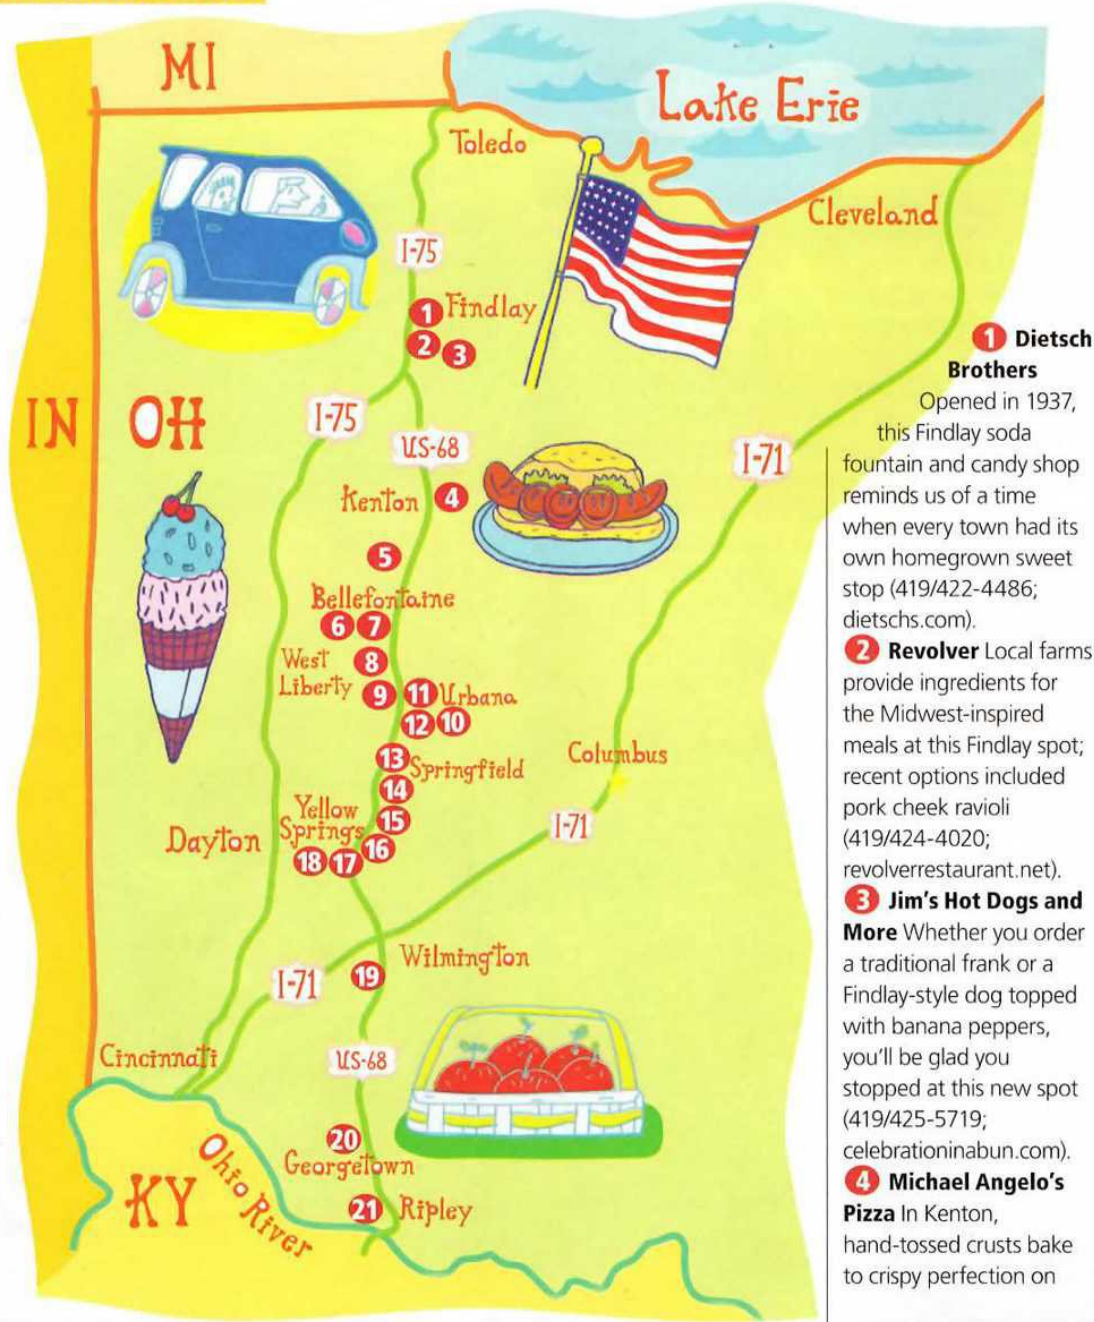 MI
Lake Erie
Toledo
Cleveland
I-75
1 Findlay
2 3
IN
OH
I-75
US-68
I-71
Kenton 4
5
Bellefontaine
6 7
West 8
Liberty 9 11 Urbana
12 10
13 Springfield
14
Columbus
Yellow 15
Springs 16
18 17
Dayton
I-71
Wilmington
19
I-71
Cincinnati
US-68
20
Georgetown
Ohio River
KY
21 Ripley
1 Dietsch
Brothers
Opened in 1937,
this Findlay soda
fountain and candy shop
reminds us of a time
when every town had its
own homegrown sweet
stop (419/422-4486;
dietschs.com).
2 Revolver Local farms
provide ingredients for
the Midwest-inspired
meals at this Findlay spot;
recent options included
pork cheek ravioli
(419/424-4020;
revolverrestaurant.net).
3 Jim's Hot Dogs and
More Whether you order
a traditional frank or a
Findlay-style dog topped
with banana peppers,
you'll be glad you
stopped at this new spot
(419/425-5719;
celebrationinabun.com).
4 Michael Angelo's
Pizza In Kenton,
hand-tossed crusts bake
to crispy perfection on